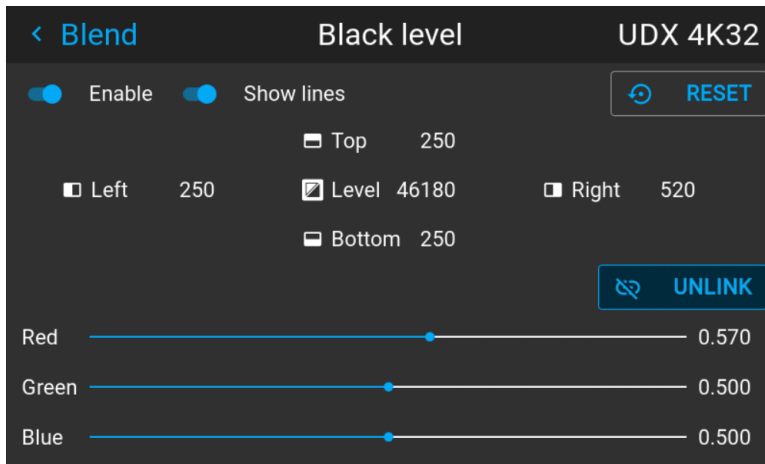 Blend Black level UDX 4K32
Enable Show lines RESET
Top 250
Left 250 Level 46180 Right 520
Bottom 250
UNLINK
Red 0.570
Green 0.500
Blue 0.500